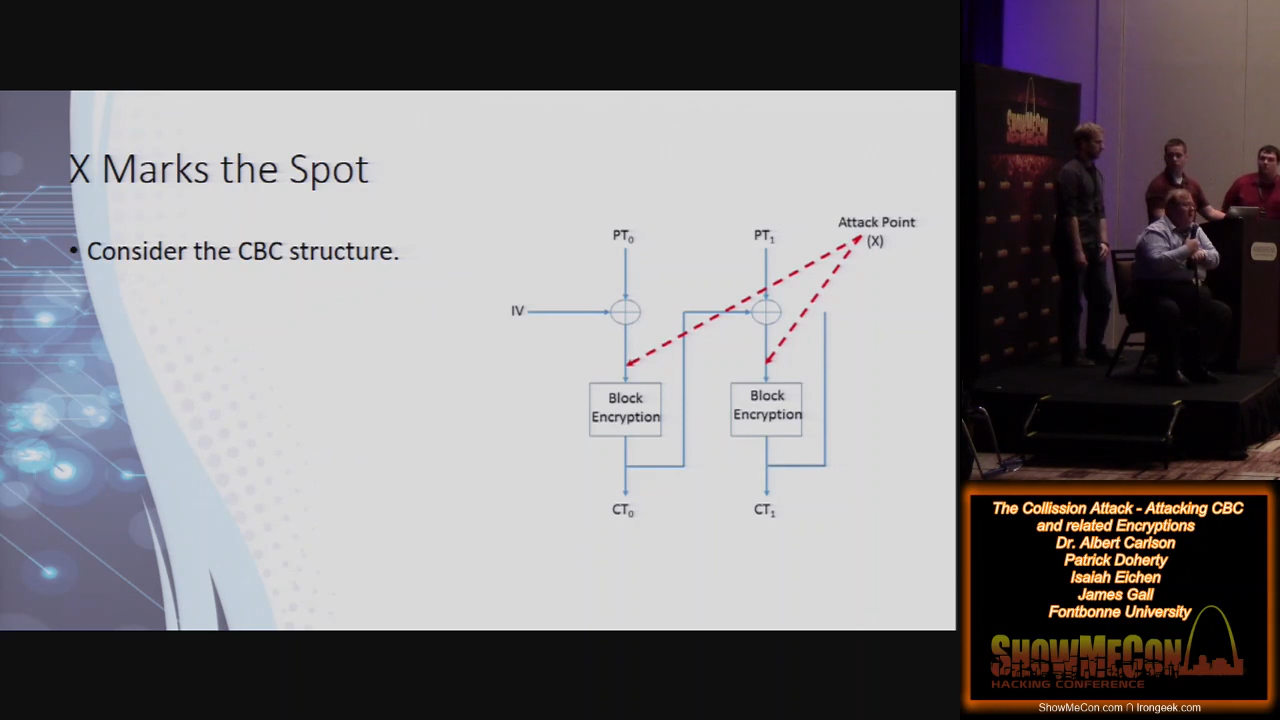 X Marks the Spot
• Consider the CBC structure.
Attack Point
(X)
PT₀
PT₁
IV
Block
Encryption
Block
Encryption
CT₀
CT₁
SHOWMECON
The Collission Attack - Attacking CBC
and related Encryptions
Dr. Albert Carlson
Patrick Doherty
Isaiah Eichen
James Gall
Fontbonne University
SHOWMECON
HACKING CONFERENCE
ShowMeCon.com ∩ Irongeek.com